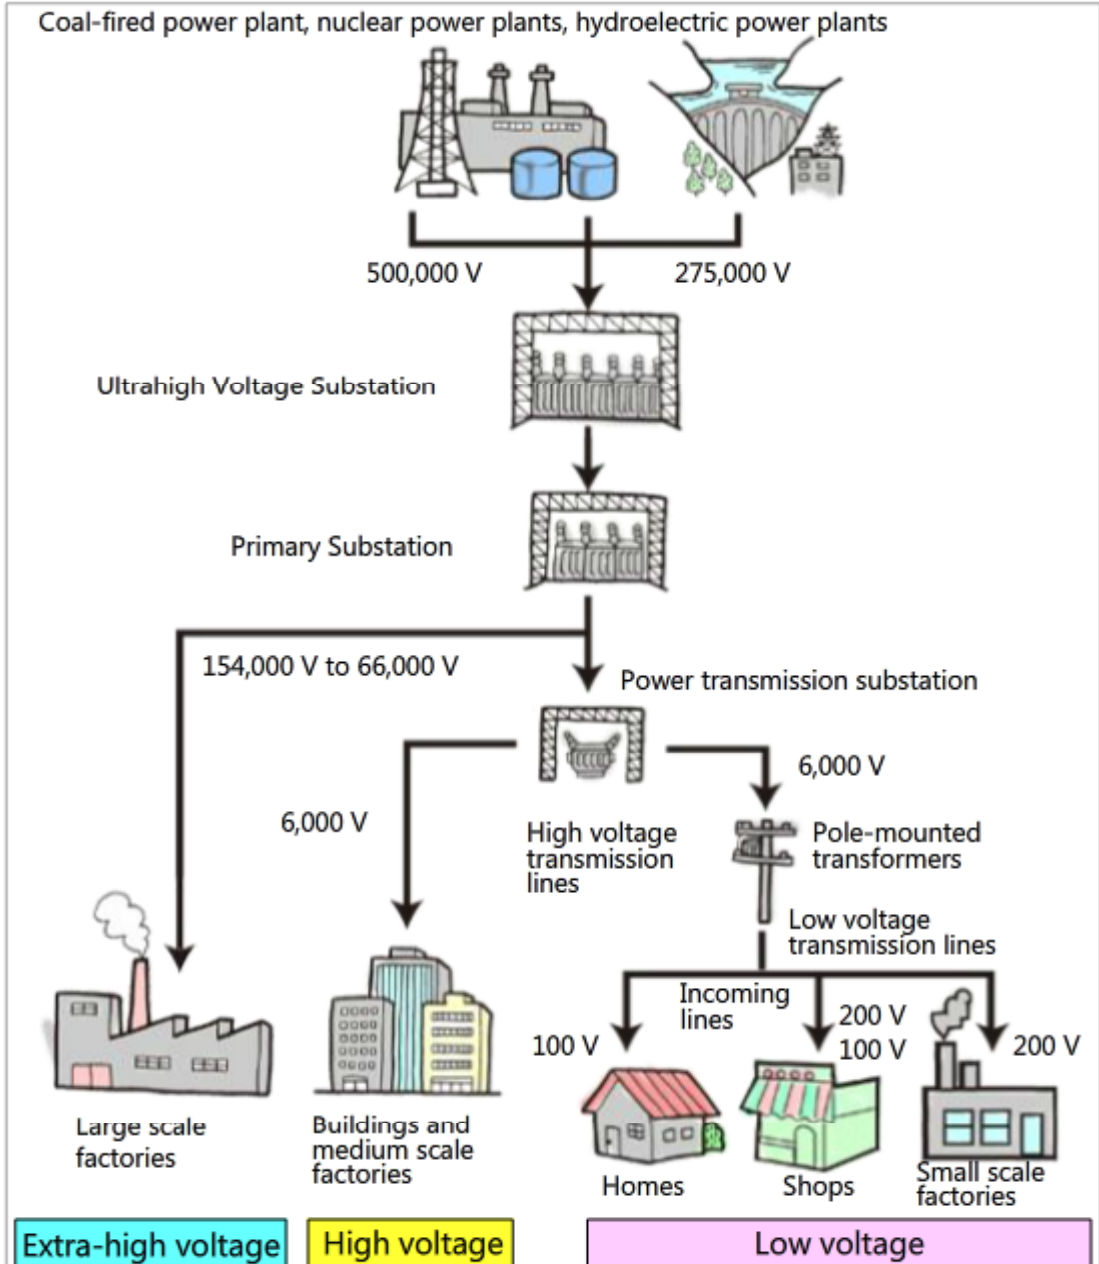 Coal-fired power plant, nuclear power plants, hydroelectric power plants
500,000 V
275,000 V
Ultrahigh Voltage Substation
Primary Substation
154,000 V to 66,000 V
Power transmission substation
6,000 V
6,000 V
High voltage
transmission
lines
Pole-mounted
transformers
Low voltage
transmission lines
Incoming
lines
100 V
200 V
100 V
200 V
Large scale
factories
Buildings and
medium scale
factories
Homes
Shops
Small scale
factories
Extra-high voltage
High voltage
Low voltage